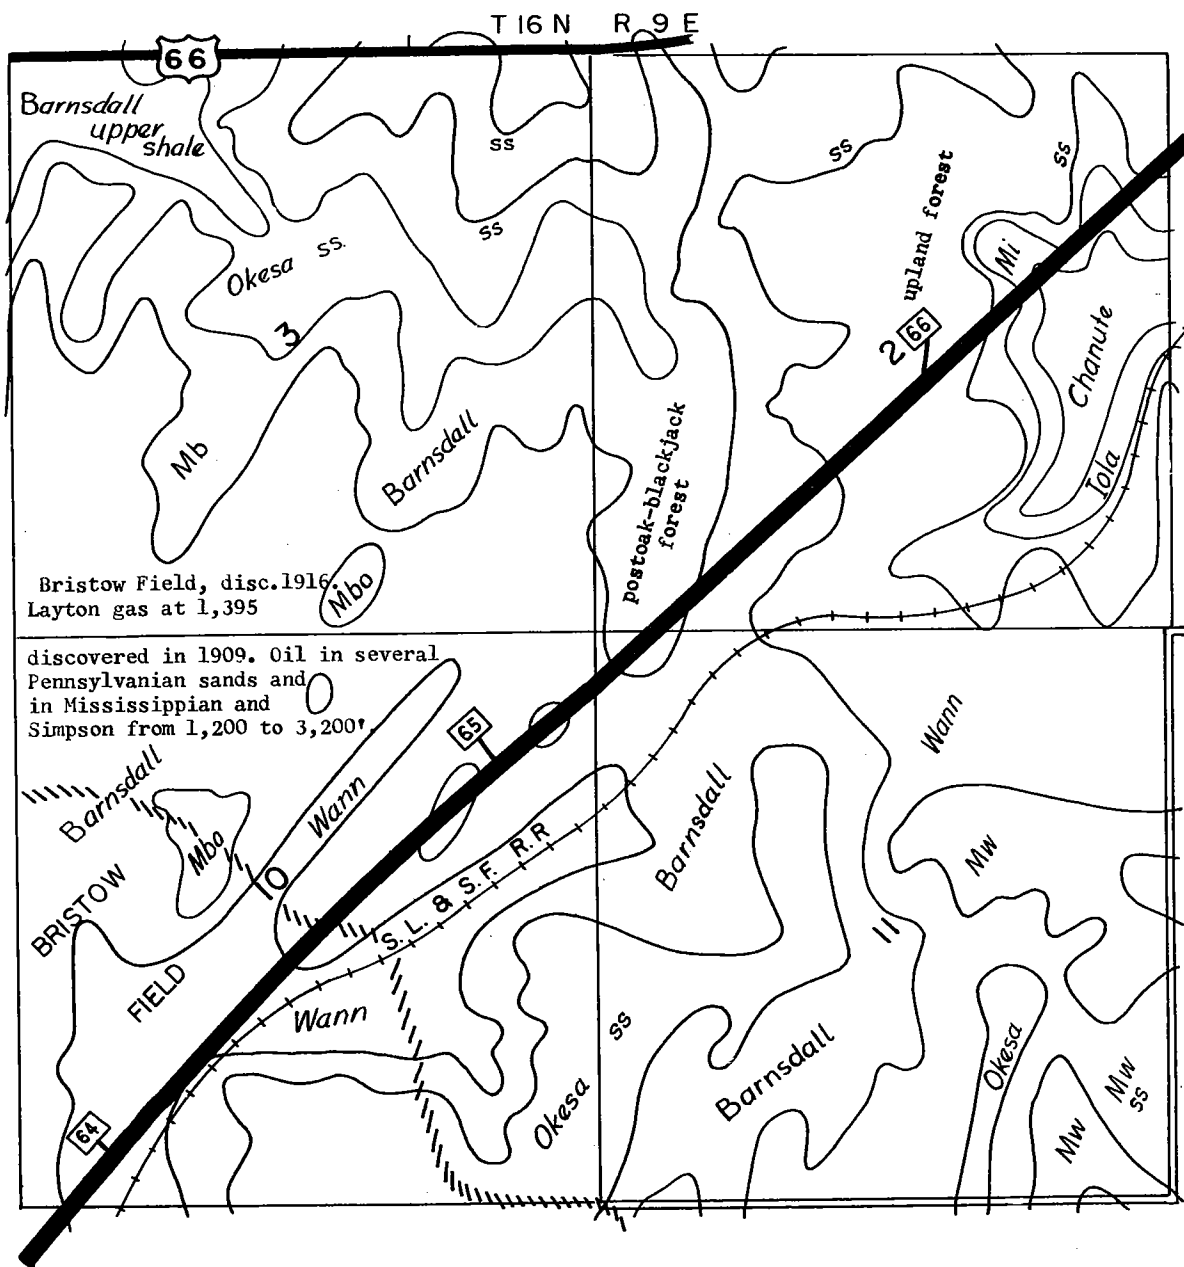 T 16 N R 9 E
66
Barnsdall
upper
shale
ss
ss
ss
ss
upland forest
Okesa ss.
Mi
3
2
66
Chanute
Mb
Barnsdall
postoak-blackjack
forest
Iola
Bristow Field, disc.1916.
Layton gas at 1,395
Mbo
discovered in 1909. Oil in several
Pennsylvanian sands and
in Mississippian and
Simpson from 1,200 to 3,200'.
65
Wann
Barnsdall
Wann
Barnsdall
Mbo
Mw
BRISTOW
FIELD
10
S. L. & S.F. R.R
11
Wann
ss
Okesa
Barnsdall
Okesa
Mw
ss
Mw
64